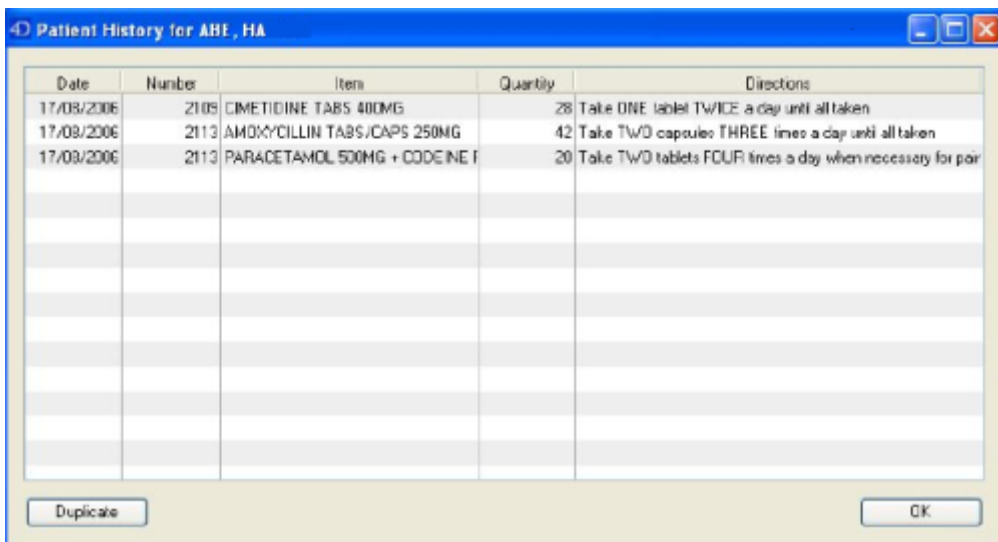 4D Patient History for ABE, HA
Date Number Item Quantity Directions
17/08/2006 2109 CIMETIDINE TABS 400MG 28 Take ONE tablet TWICE a day until all taken
17/08/2006 2113 AMOXYCILLIN TABS/CAPS 250MG 42 Take TWO capsules THREE times a day until all taken
17/08/2006 2113 PARACETAMOL 500MG + CODEINE F 20 Take TWO tablets FOUR times a day when necessary for pain
Duplicate OK